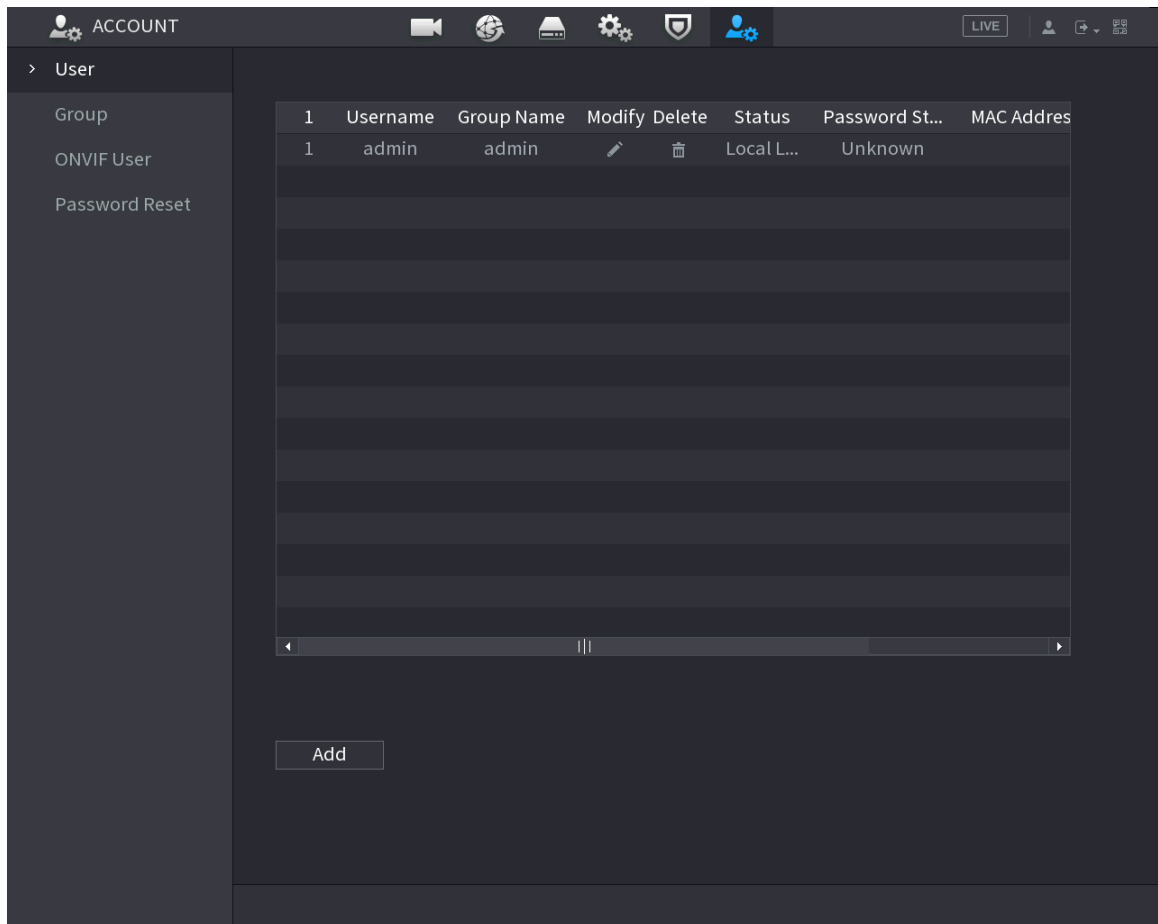 ACCOUNT LIVE
User
Group
ONVIF User
Password Reset
1 Username Group Name Modify Delete Status Password St... MAC Addres
1 admin admin Local L... Unknown
Add